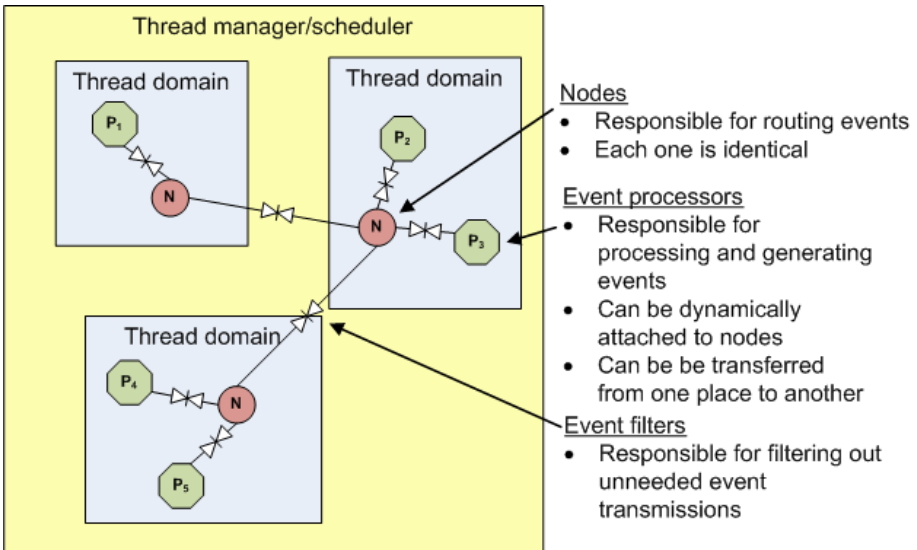 Thread manager/scheduler
Thread domain
P₁
N
Thread domain
P₂
N
P₃
Thread domain
P₄
N
P₅
Nodes
• Responsible for routing events
• Each one is identical
Event processors
• Responsible for
processing and generating
events
• Can be dynamically
attached to nodes
• Can be be transferred
from one place to another
Event filters
• Responsible for filtering out
unneeded event
transmissions